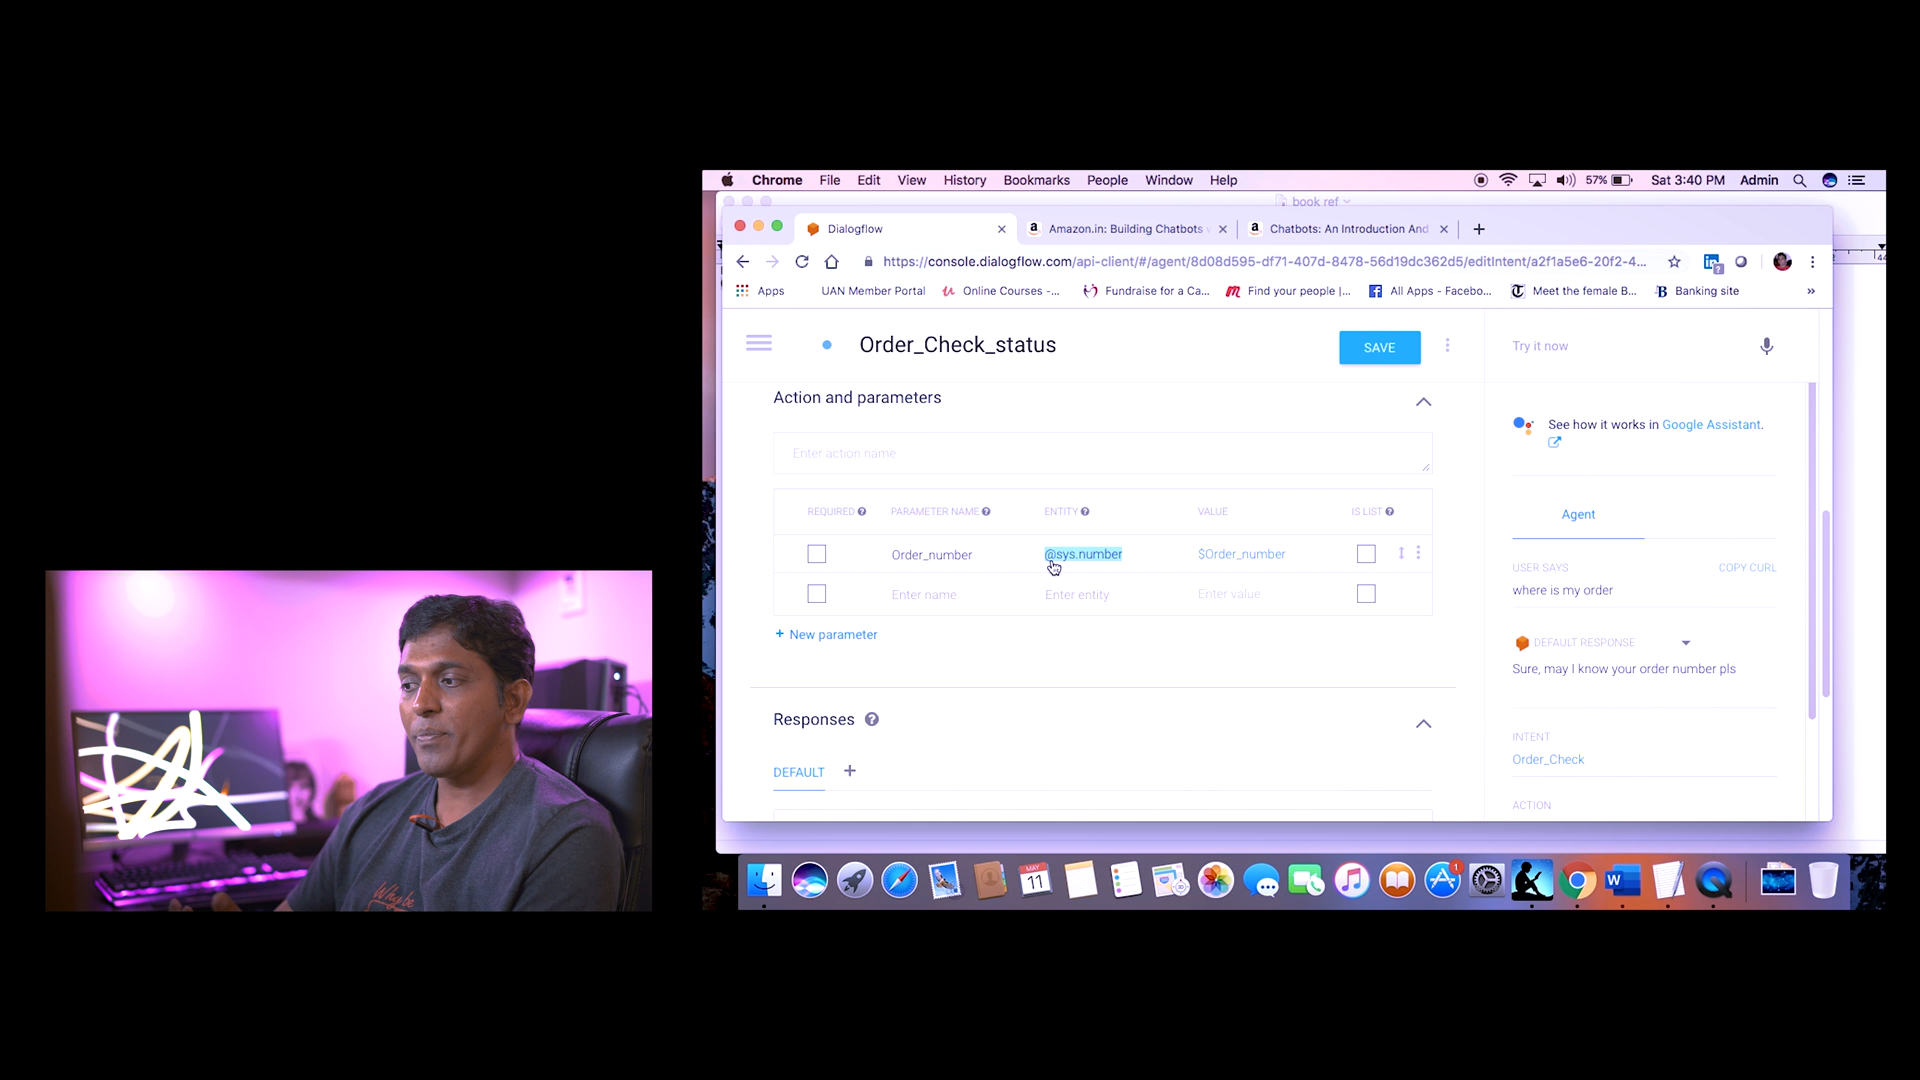 Chrome File Edit View History Bookmarks People Window Help 57% Sat 3:40 PM Admin
book ref
Dialogflow
Amazon.in: Building Chatbots
Chatbots: An Introduction And
https://console.dialogflow.com/api-client/#/agent/8d08d595-df71-407d-8478-56d19dc362d5/editIntent/a2f1a5e6-20f2-4...
Apps UAN Member Portal Online Courses -... Fundraise for a Ca... Find your people |... All Apps - Facebo... Meet the female B... Banking site »
Order_Check_status
SAVE
Try it now
Action and parameters
Enter action name
REQUIRED PARAMETER NAME ENTITY VALUE IS LIST
Order_number @sys.number $Order_number
Enter name Enter entity Enter value
+ New parameter
Responses
DEFAULT +
See how it works in Google Assistant.
Agent
USER SAYS COPY CURL
where is my order
DEFAULT RESPONSE
Sure, may I know your order number pls
INTENT
Order_Check
ACTION
MAY
11
1
W